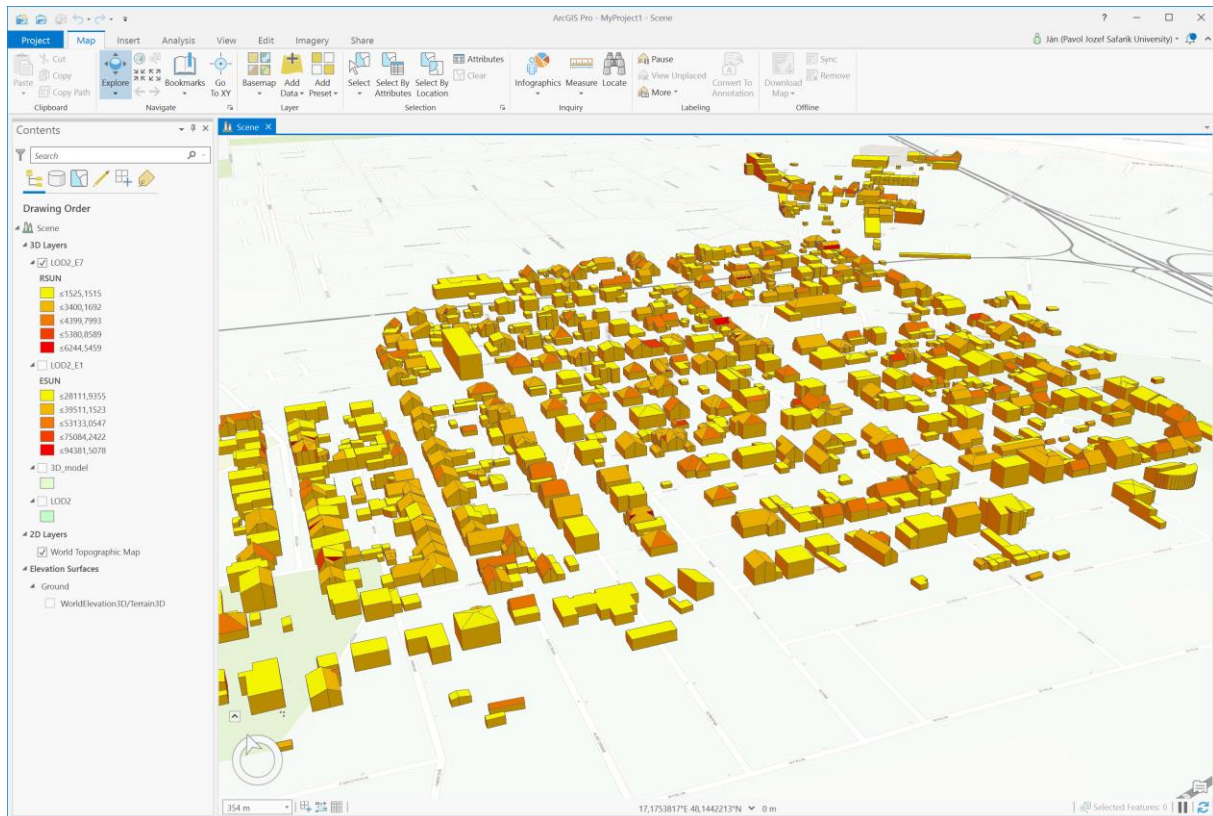 ArcGIS Pro - MyProject1 - Scene
?
Project Map Insert Analysis View Edit Imagery Share
Ján (Pavol Jozef Safarik University)
Paste
Cut
Copy
Copy Path
Clipboard
Explore
Bookmarks
Go To XY
Navigate
Basemap
Add Data
Add Preset
Layer
Select
Select By Attributes
Select By Location
Attributes
Clear
Selection
Infographics
Measure
Locate
Inquiry
Pause
View Unplaced
More
Convert To Annotation
Labeling
Download Map
Sync
Remove
Offline
Contents
Search
Drawing Order
Scene
3D Layers
LOD2_E7
RSUN
≤1525,1515
≤3400,1692
≤4399,7993
≤5380,8589
≤6244,5459
LOD2_E1
ESUN
≤28111,9355
≤39511,1523
≤53133,0547
≤75084,2422
≤94381,5078
3D_model
LOD2
2D Layers
World Topographic Map
Elevation Surfaces
Ground
WorldElevation3D/Terrain3D
Scene
354 m
17,1753817°E 48,1442213°N
0 m
Selected Features: 0